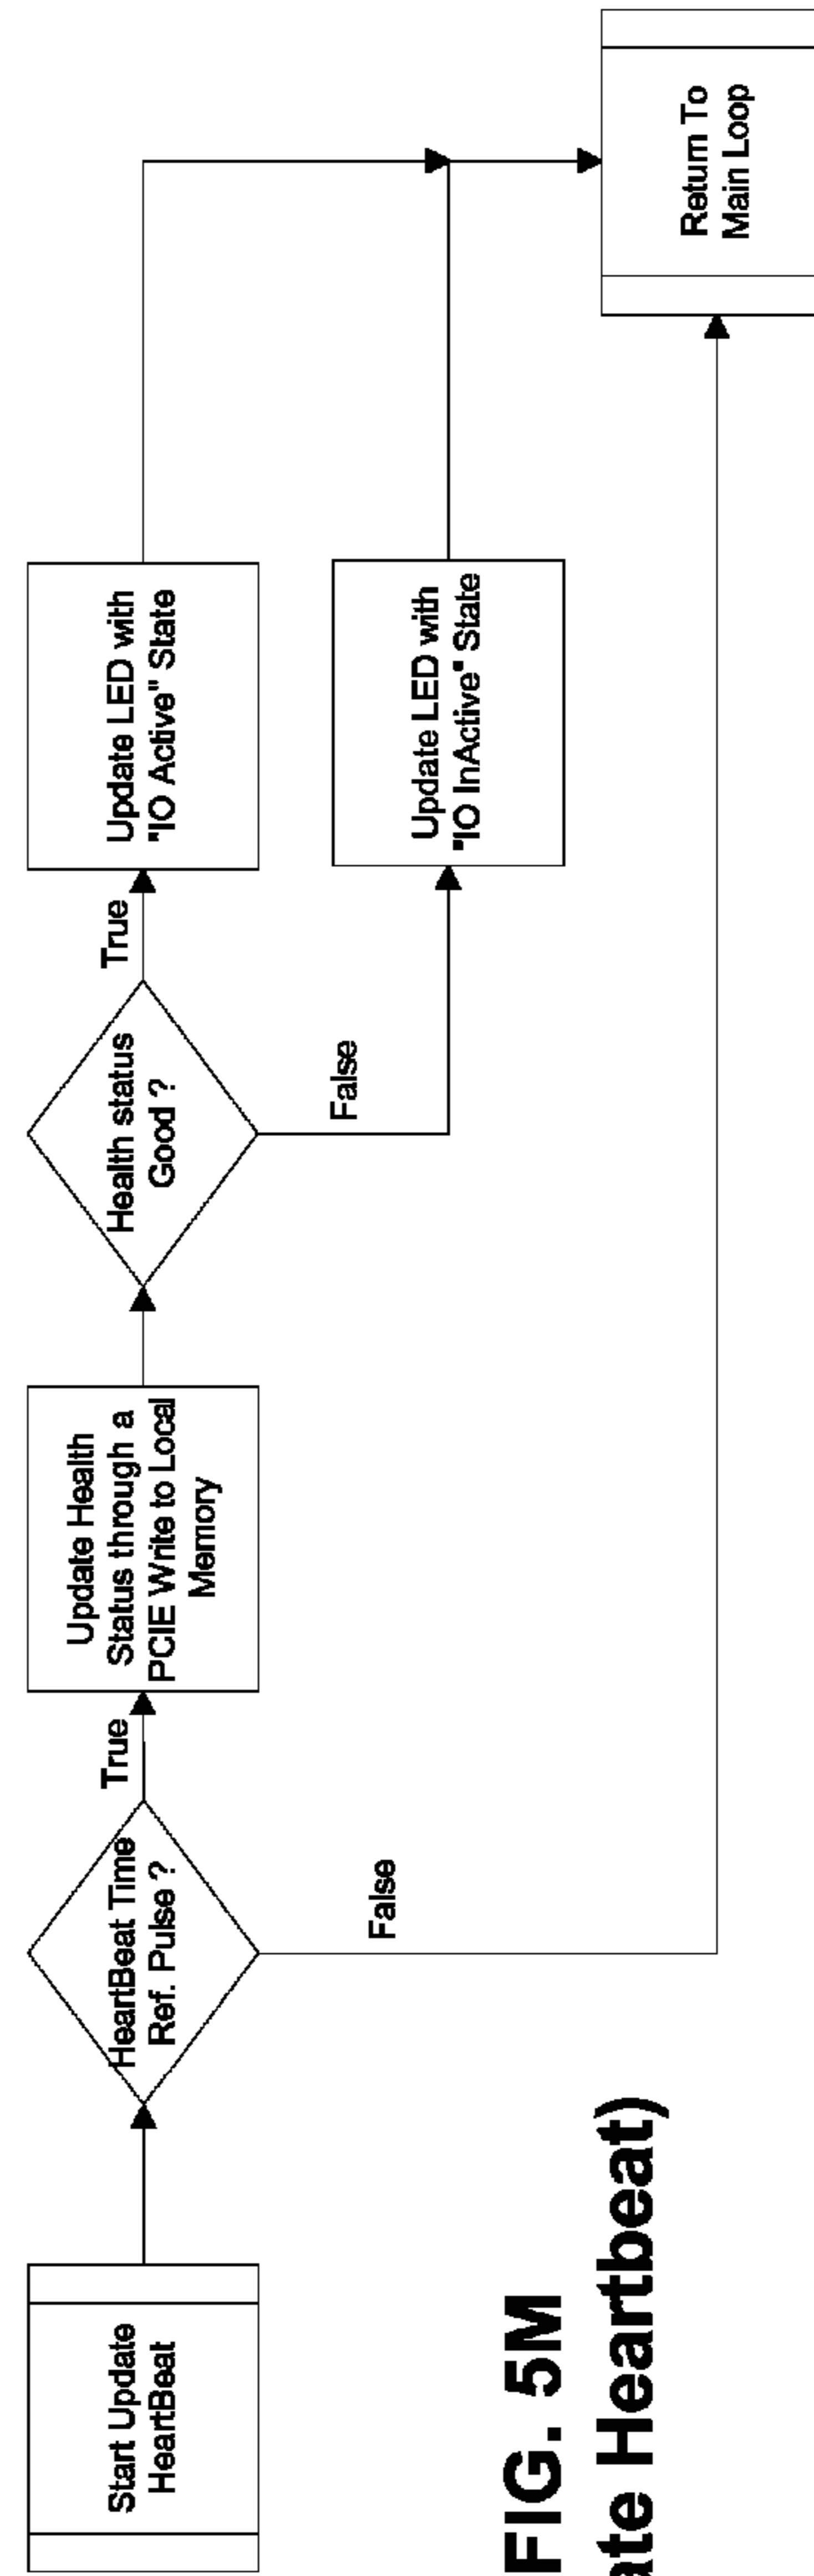 Start Update
HeartBeat
HeartBeat Time
Ref. Pulse ?
True
False
Update Health
Status through a
PCIE Write to Local
Memory
Health status
Good ?
True
False
Update LED with
"IO Active" State
Update LED with
"IO InActive" State
Return To
Main Loop
FIG. 5M
Heartbeat)